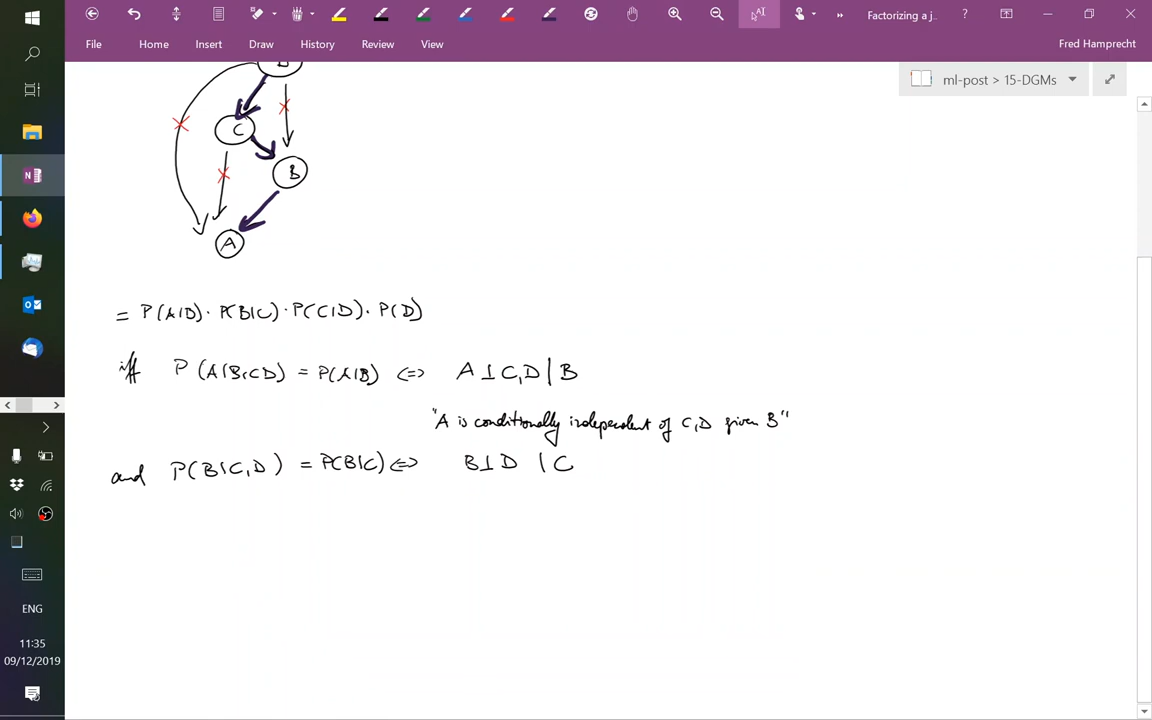 Factorizing a j...
File Home Insert Draw History Review View
Fred Hamprecht
ml-post > 15-DGMs
D
C
B
A
= P(A|D) · P(B|C) · P(C|D) · P(D)
iff P(A|B,C,D) = P(A|B) <=> A ⊥ C,D | B
"A is conditionally independent of C,D given B"
and P(B|C,D) = P(B|C) <=> B ⊥ D | C
ENG
11:35
09/12/2019